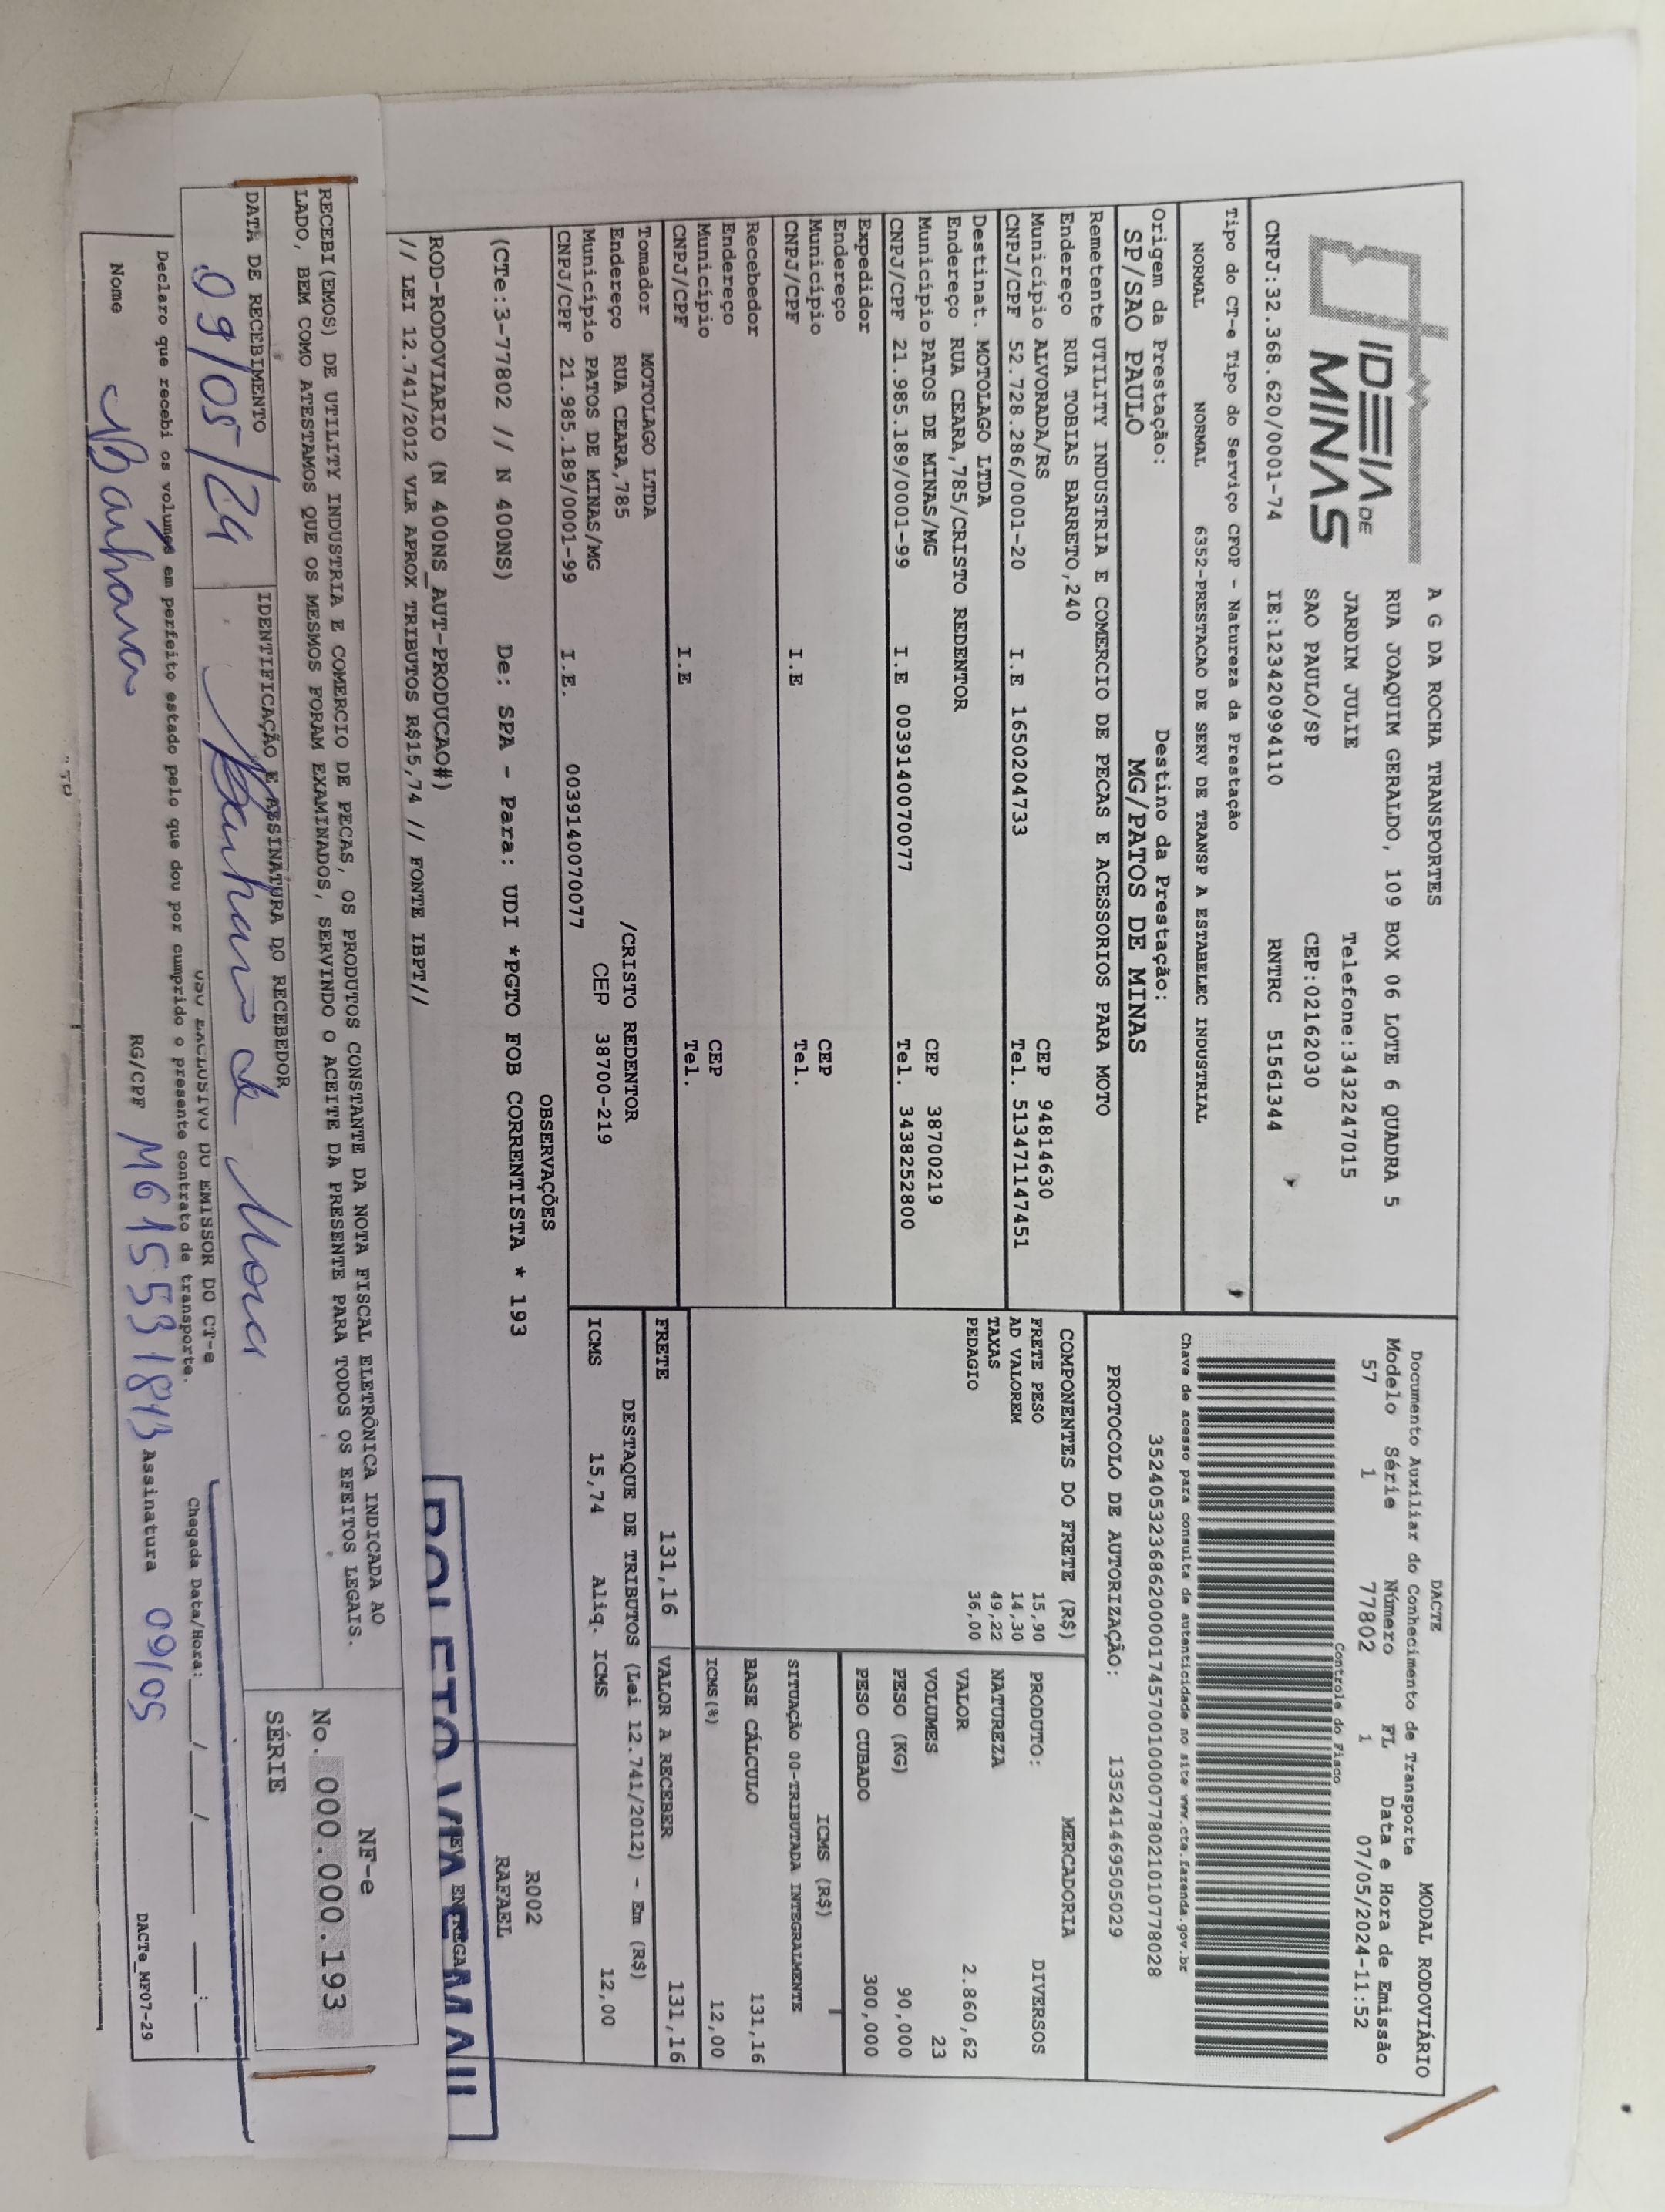 IDEIA DE
MINAS
A G DA ROCHA TRANSPORTES
RUA JOAQUIM GERALDO, 109 BOX 06 LOTE 6 QUADRA 5
JARDIM JULIE Telefone:3432247015
SAO PAULO/SP CEP:02162030
CNPJ:32.368.620/0001-74 IE:123420994110 RNTRC 51561344
Tipo do CT-e Tipo do Serviço CFOP - Natureza da Prestação
NORMAL NORMAL 6352-PRESTACAO DE SERV DE TRANSP A ESTABELEC INDUSTRIAL
Origem da Prestação: Destino da Prestação:
SP/SAO PAULO MG/PATOS DE MINAS
Remetente UTILITY INDUSTRIA E COMERCIO DE PECAS E ACESSORIOS PARA MOTO
Endereço RUA TOBIAS BARRETO,240
Município ALVORADA/RS CEP 94814630
CNPJ/CPF 52.728.286/0001-20 I.E 1650204733 Tel. 513471147451
Destinat. MOTOLAGO LTDA
Endereço RUA CEARA,785/CRISTO REDENTOR
Município PATOS DE MINAS/MG CEP 38700219
CNPJ/CPF 21.985.189/0001-99 I.E 0039140070077 Tel. 3438252800
Expedidor
Endereço
Município CEP
CNPJ/CPF I.E Tel.
Recebedor
Endereço
Município CEP
CNPJ/CPF I.E Tel.
Tomador MOTOLAGO LTDA
Endereço RUA CEARA,785 /CRISTO REDENTOR
Município PATOS DE MINAS/MG CEP 38700-219
CNPJ/CPF 21.985.189/0001-99 I.E. 0039140070077
DACTE MODAL RODOVIÁRIO
Documento Auxiliar do Conhecimento de Transporte
Modelo Série Número FL Data e Hora de Emissão
57 1 77802 1 07/05/2024-11:52
Controle do Fisco
Chave de acesso para consulta de autenticidade no site www.cte.fazenda.gov.br
35240532368620000174570010000778021010778028
PROTOCOLO DE AUTORIZAÇÃO: 135241469505029
COMPONENTES DO FRETE (R$)
FRETE PESO 15,90
AD VALOREM 14,30
TAXAS 49,22
PEDAGIO 36,00
MERCADORIA
PRODUTO: DIVERSOS
NATUREZA
VALOR 2.860,62
VOLUMES 23
PESO (KG) 90,000
PESO CUBADO 300,000
ICMS (R$)
SITUAÇÃO 00-TRIBUTADA INTEGRALMENTE
BASE CÁLCULO 131,16
ICMS(%) 12,00
FRETE 131,16 VALOR A RECEBER 131,16
DESTAQUE DE TRIBUTOS (Lei 12.741/2012) - Em (R$)
ICMS 15,74 Aliq. ICMS 12,00
OBSERVAÇÕES
(CTe:3-77802 // N 400NS) De: SPA - Para: UDI *PGTO FOB CORRENTISTA * 193
R002
RAFAEL
ROD-RODOVIARIO (N 400NS_AUT-PRODUCAO#)
// LEI 12.741/2012 VLR APROX TRIBUTOS R$15,74 // FONTE IBPT//
RECEBI(EMOS) DE UTILITY INDUSTRIA E COMERCIO DE PECAS, OS PRODUTOS CONSTANTE DA NOTA FISCAL ELETRÔNICA INDICADA AO
LADO, BEM COMO ATESTAMOS QUE OS MESMOS FORAM EXAMINADOS, SERVINDO O ACEITE DA PRESENTE PARA TODOS OS EFEITOS LEGAIS.
NF-e
No. 000.000.193
SÉRIE
DATA DE RECEBIMENTO IDENTIFICAÇÃO E ASSINATURA DO RECEBEDOR
09/05/24
USO EXCLUSIVO DO EMISSOR DO CT-e
Declaro que recebi os volumes em perfeito estado pelo que dou por cumprido o presente contrato de transporte.
Chegada Data/Hora: ___/___/_____ ___:___
Nome RG/CPF Assinatura 09/05
DACTe_MF07-29